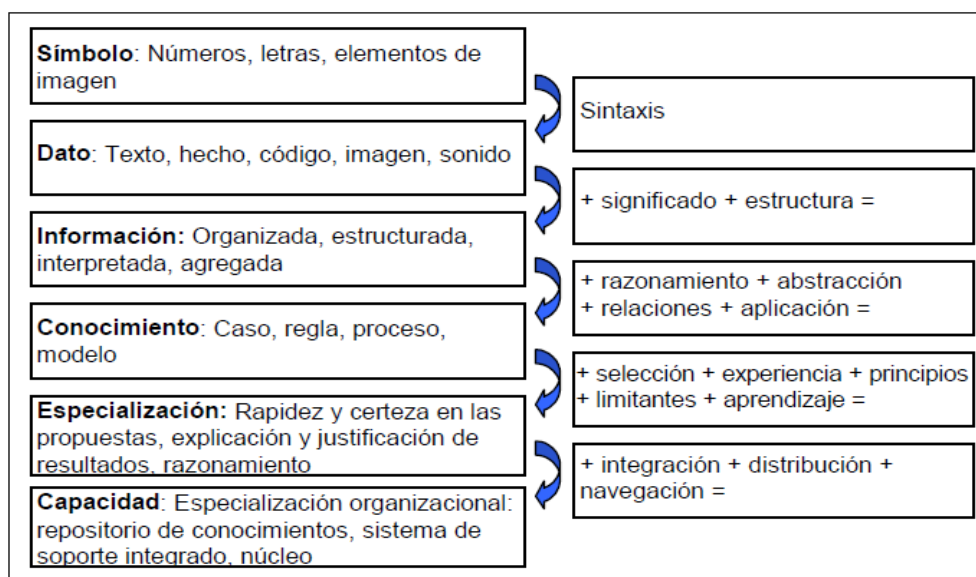 Símbolo: Números, letras, elementos de
imagen
Sintaxis
Dato: Texto, hecho, código, imagen, sonido
+ significado + estructura =
Información: Organizada, estructurada,
interpretada, agregada
+ razonamiento + abstracción
+ relaciones + aplicación =
Conocimiento: Caso, regla, proceso,
modelo
+ selección + experiencia + principios
+ limitantes + aprendizaje =
Especialización: Rapidez y certeza en las
propuestas, explicación y justificación de
resultados, razonamiento
+ integración + distribución +
navegación =
Capacidad: Especialización organizacional:
repositorio de conocimientos, sistema de
soporte integrado, núcleo